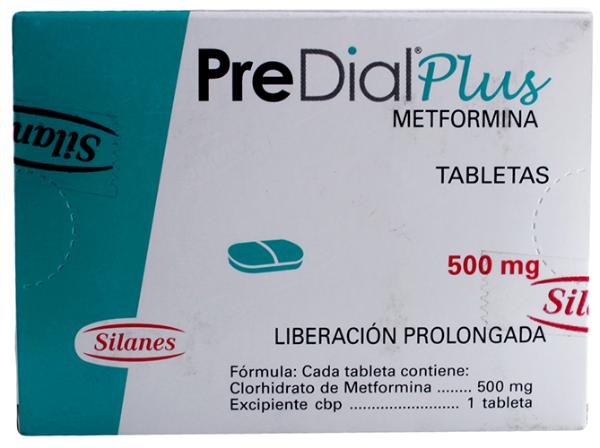 PreDial® Plus
METFORMINA
TABLETAS
Silanes
500 mg
Sil
LIBERACIÓN PROLONGADA
Silanes
Fórmula: Cada tableta contiene:
Clorhidrato de Metformina ........ 500 mg
Excipiente cbp ...................... 1 tableta